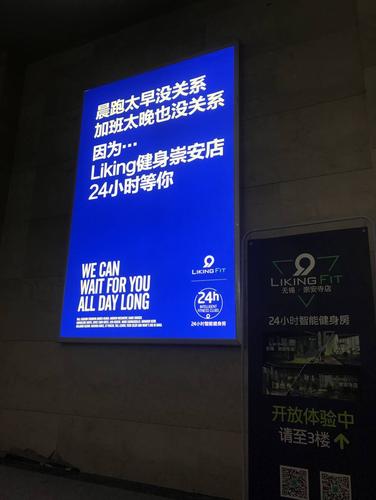 晨跑太早没关系
加班太晚也没关系
因为…
Liking健身崇安店
24小时等你
WE CAN
WAIT FOR YOU
ALL DAY LONG
LIKING FIT
24h
INTELLIGENT
FITNESS CLUBS
24小时智能健身房
LIKING FIT
无锡·崇安寺店
24小时智能健身房
开放体验中
请至3楼